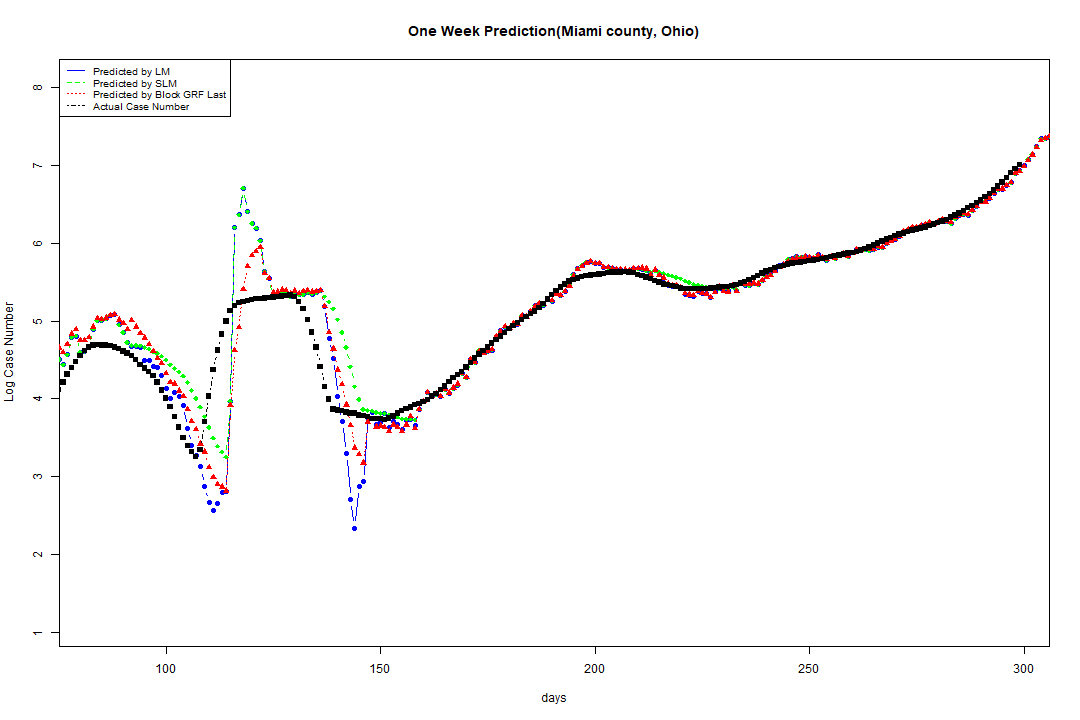 One Week Prediction(Miami county, Ohio)
Predicted by LM
Predicted by SLM
Predicted by Block GRF Last
Actual Case Number
Log Case Number
8
7
6
5
4
3
2
1
100 150 200 250 300
days